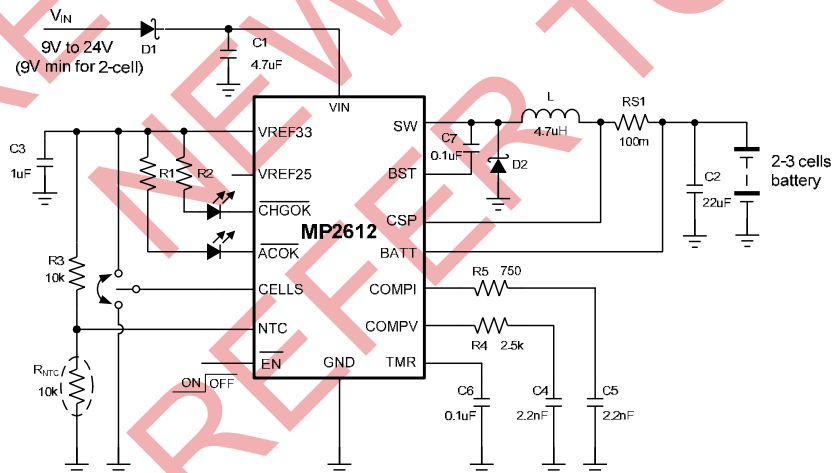 VIN
9V to 24V
(9V min for 2-cell)
D1
C1
4.7uF
VIN
VREF33
VREF25
CHGOK
ACOK
CELLS
NTC
EN
GND
MP2612
SW
BST
CSP
BATT
COMPI
COMPV
TMR
C3
1uF
R1
R2
R3
10k
RNTC
10k
ON
OFF
C7
0.1uF
D2
L
4.7uH
RS1
100m
C2
22uF
2-3 cells
battery
R5 750
R4 2.5k
C6
0.1uF
C4
2.2nF
C5
2.2nF
NEW
REFER TO
RE